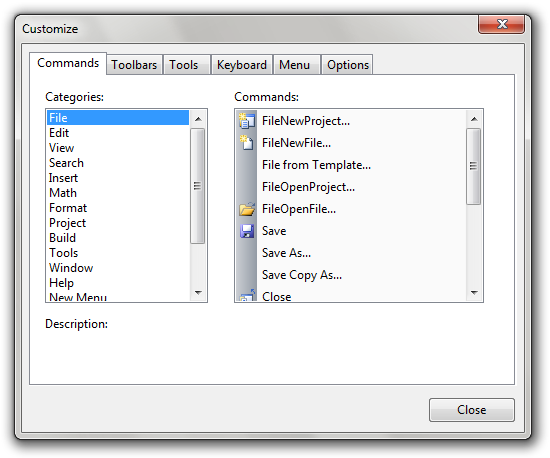 Customize
Commands Toolbars Tools Keyboard Menu Options
Categories:
File
Edit
View
Search
Insert
Math
Format
Project
Build
Tools
Window
Help
New Menu
Commands:
FileNewProject...
FileNewFile...
File from Template...
FileOpenProject...
FileOpenFile...
Save
Save As...
Save Copy As...
Close
Description:
Close